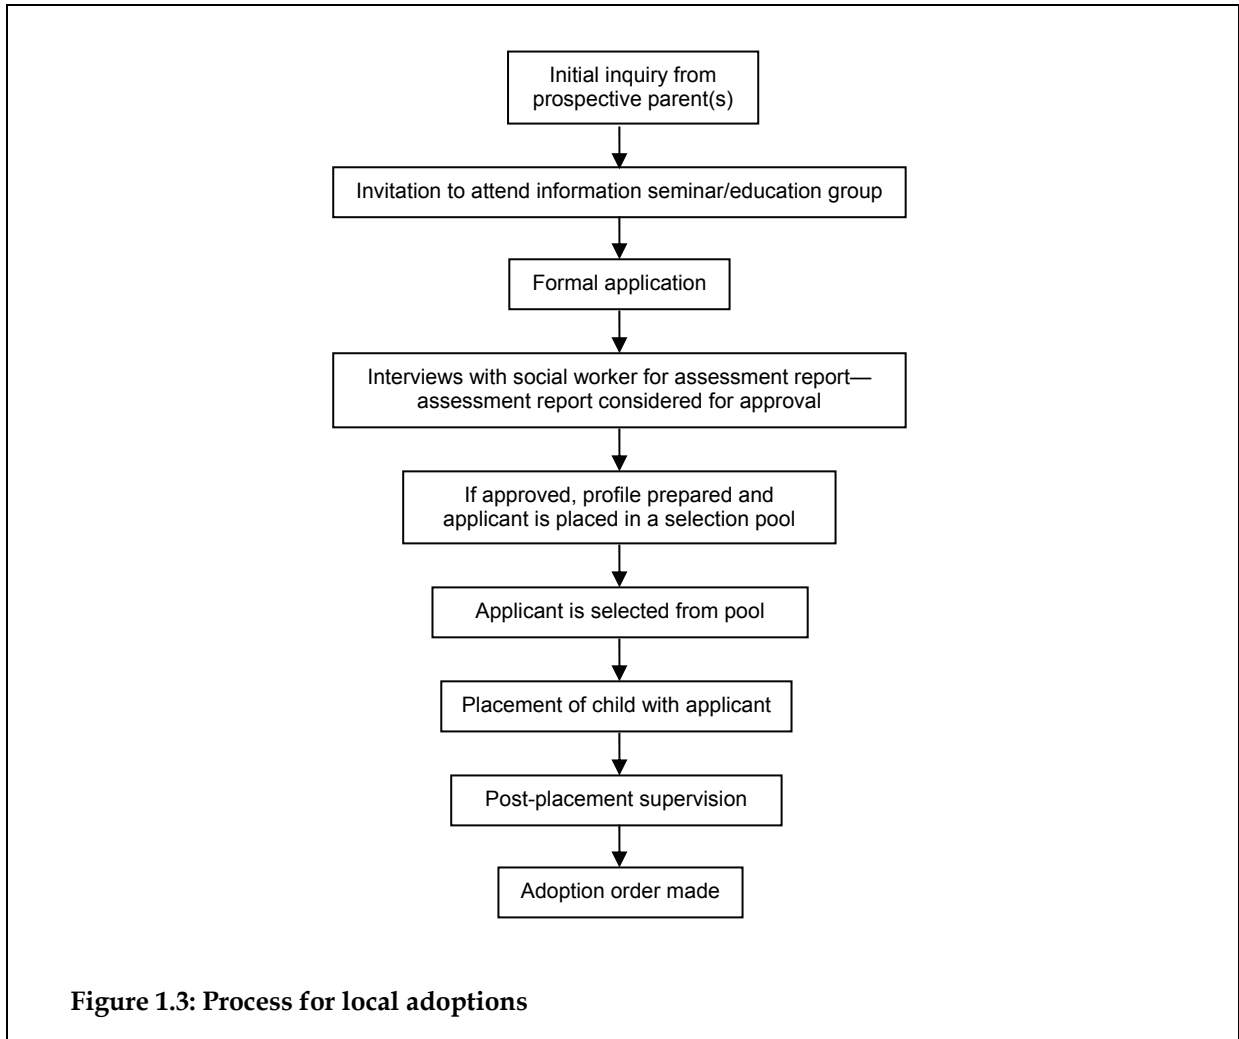 Initial inquiry from
prospective parent(s)
Invitation to attend information seminar/education group
Formal application
Interviews with social worker for assessment report—
assessment report considered for approval
If approved, profile prepared and
applicant is placed in a selection pool
Applicant is selected from pool
Placement of child with applicant
Post-placement supervision
Adoption order made
Figure 1.3: Process for local adoptions